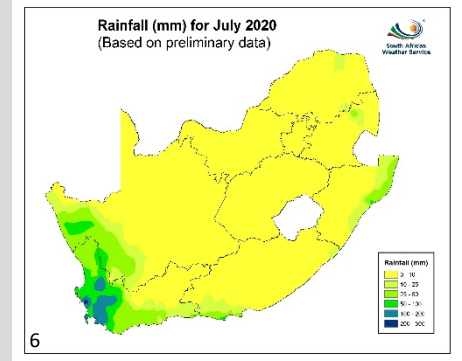 Rainfall (mm) for July 2020
(Based on preliminary data)
South African
Weather Service
Rainfall (mm)
0 - 10
10 - 25
25 - 50
50 - 100
100 - 200
200 - 500
6